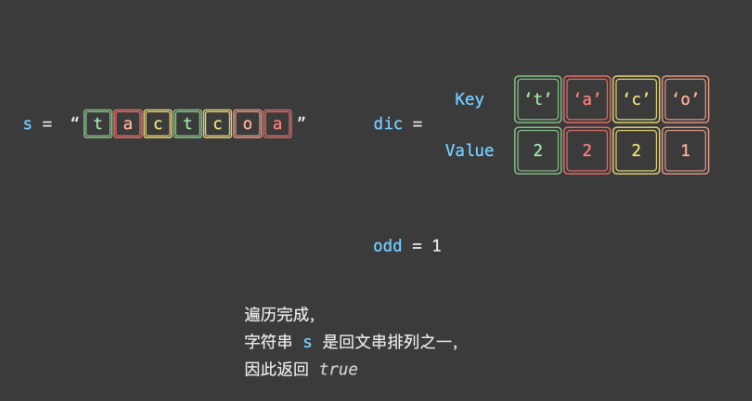 Key ‘t’ ‘a’ ‘c’ ‘o’
s = “tactcoa” dic =
Value 2 2 2 1
odd = 1
遍历完成，
字符串 s 是回文串排列之一，
因此返回 true